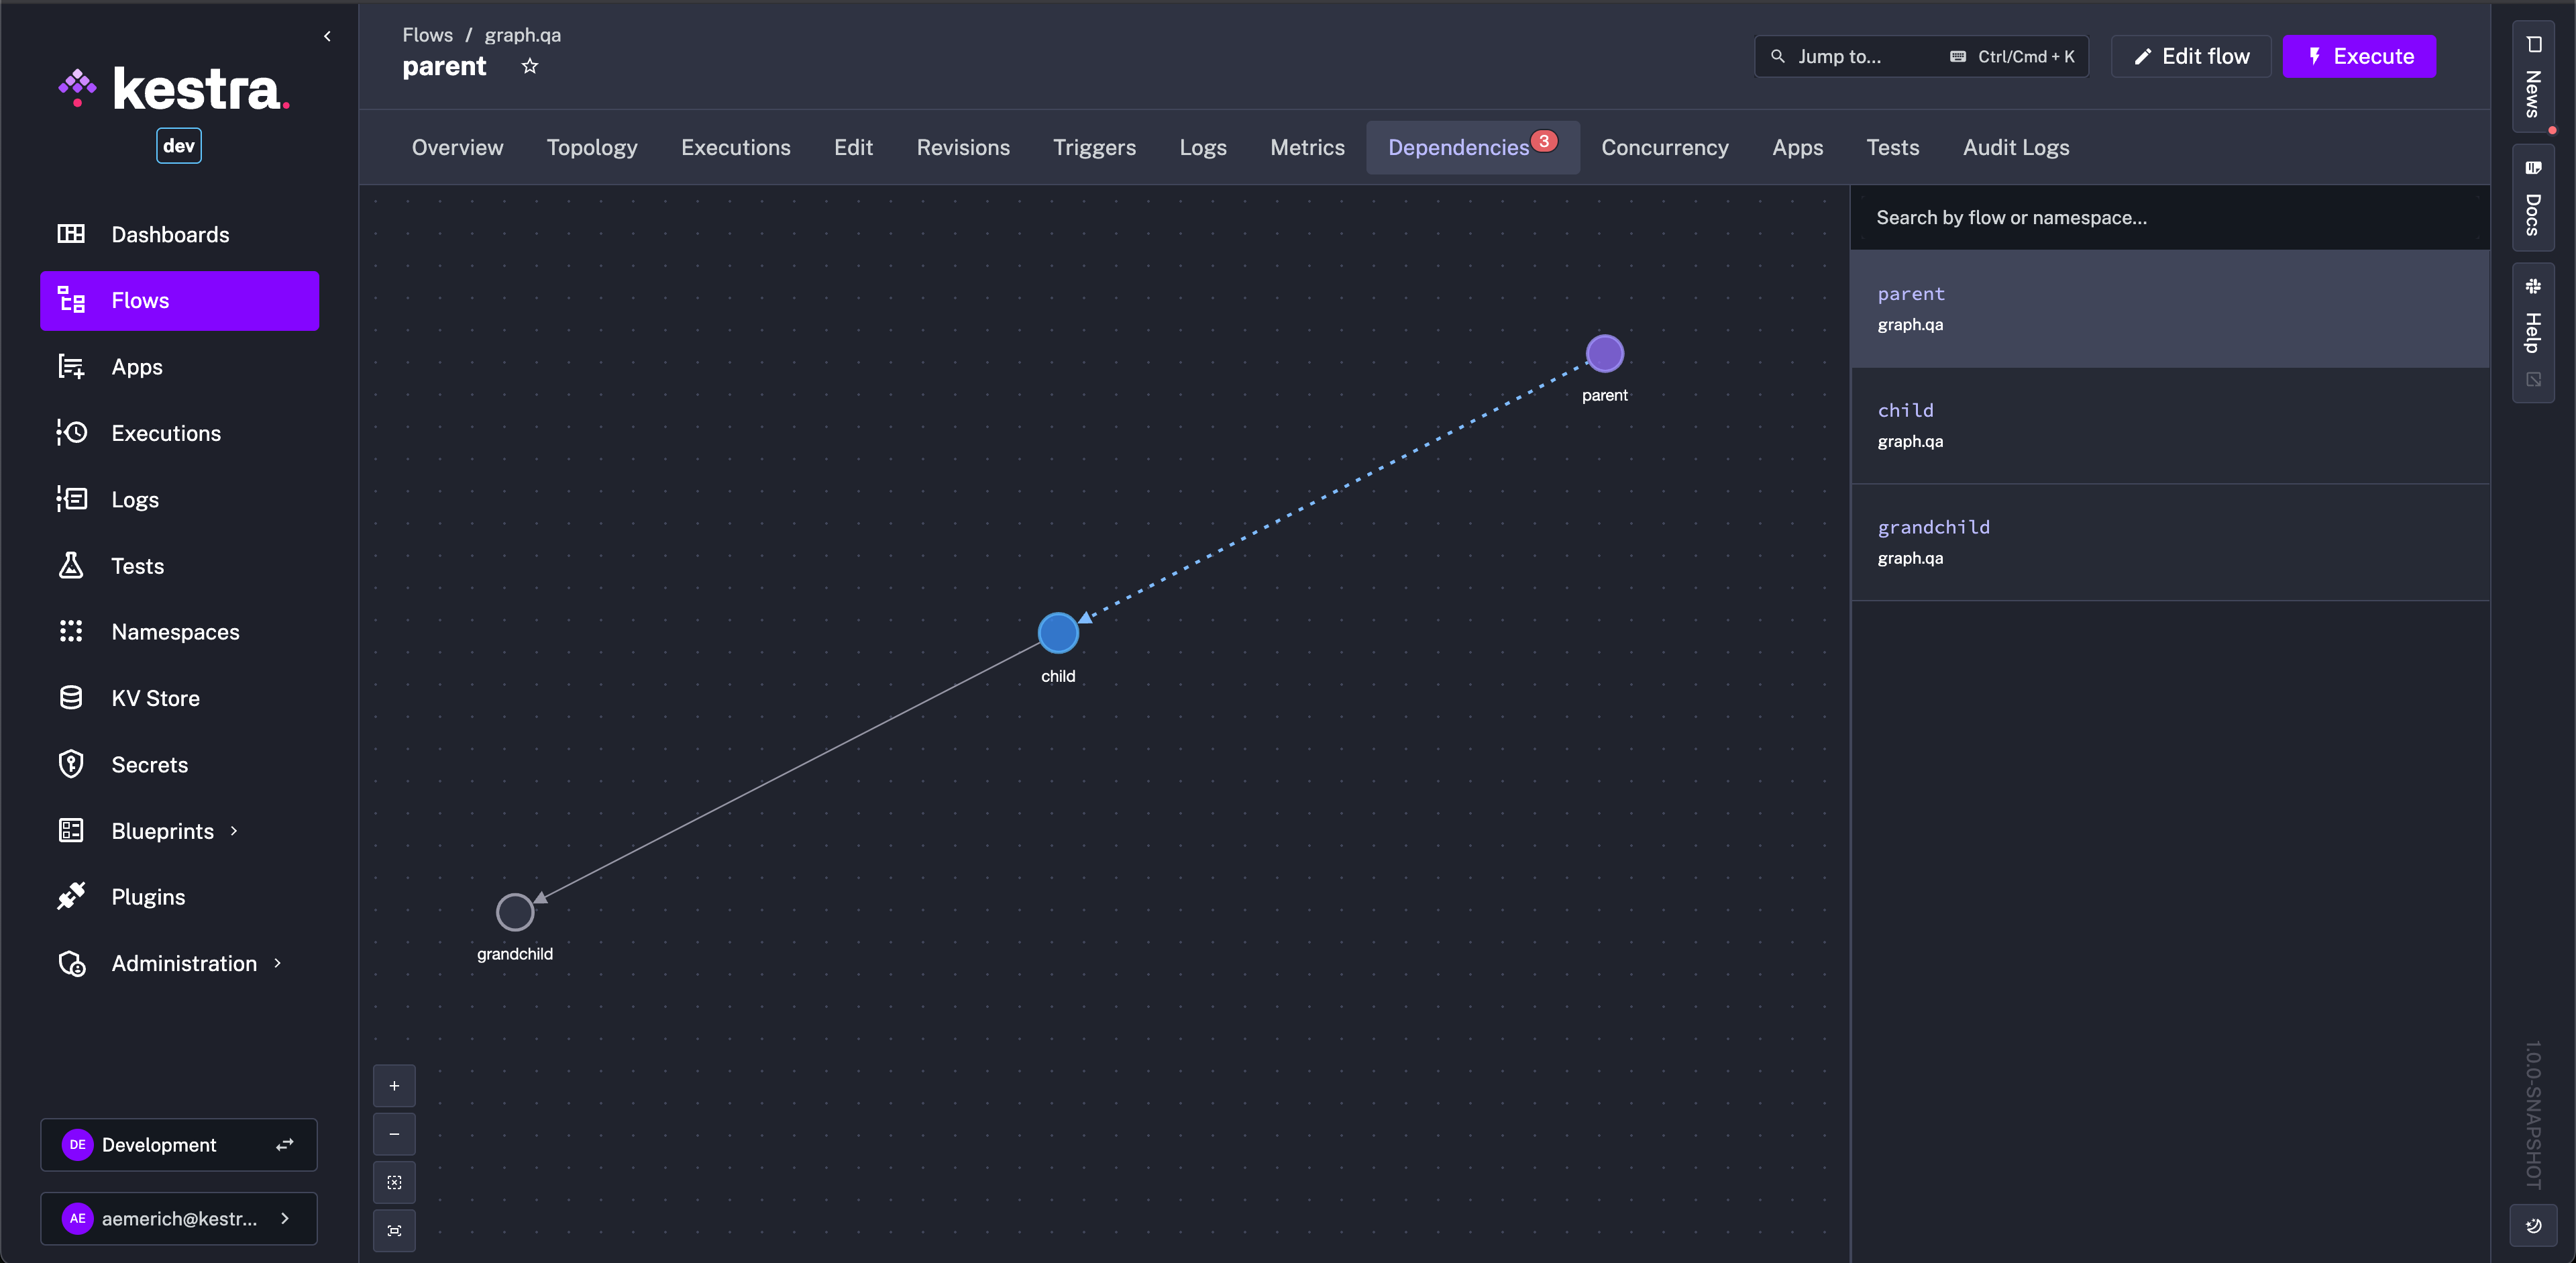 kestra.
dev
Dashboards
Flows
Apps
Executions
Logs
Tests
Namespaces
KV Store
Secrets
Blueprints
Plugins
Administration
DE Development
AE aemerich@kestr...
Flows / graph.qa
parent
Jump to... Ctrl/Cmd + K
Edit flow
Execute
Overview Topology Executions Edit Revisions Triggers Logs Metrics Dependencies 3 Concurrency Apps Tests Audit Logs
parent
child
grandchild
+
−
Search by flow or namespace...
parent
graph.qa
child
graph.qa
grandchild
graph.qa
News
Docs
Help
1.0.0-SNAPSHOT